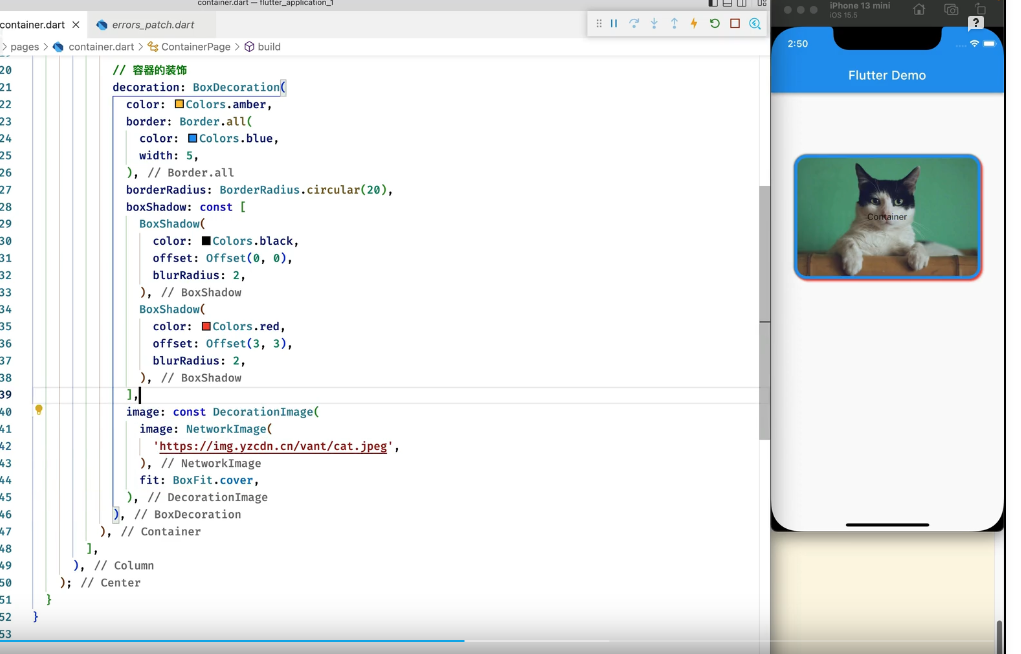 container.dart — flutter_application_1
container.dart
errors_patch.dart
pages > container.dart > ContainerPage > build
20 // 容器的装饰
21 decoration: BoxDecoration(
22 color: Colors.amber,
23 border: Border.all(
24 color: Colors.blue,
25 width: 5,
26 ), // Border.all
27 borderRadius: BorderRadius.circular(20),
28 boxShadow: const [
29 BoxShadow(
30 color: Colors.black,
31 offset: Offset(0, 0),
32 blurRadius: 2,
33 ), // BoxShadow
34 BoxShadow(
35 color: Colors.red,
36 offset: Offset(3, 3),
37 blurRadius: 2,
38 ), // BoxShadow
39 ],
40 image: const DecorationImage(
41 image: NetworkImage(
42 'https://img.yzcdn.cn/vant/cat.jpeg',
43 ), // NetworkImage
44 fit: BoxFit.cover,
45 ), // DecorationImage
46 ), // BoxDecoration
47 ), // Container
48 ],
49 ), // Column
50 ); // Center
51 }
52 }
53
iPhone 13 mini
iOS 15.5
?
2:50
Flutter Demo
Container